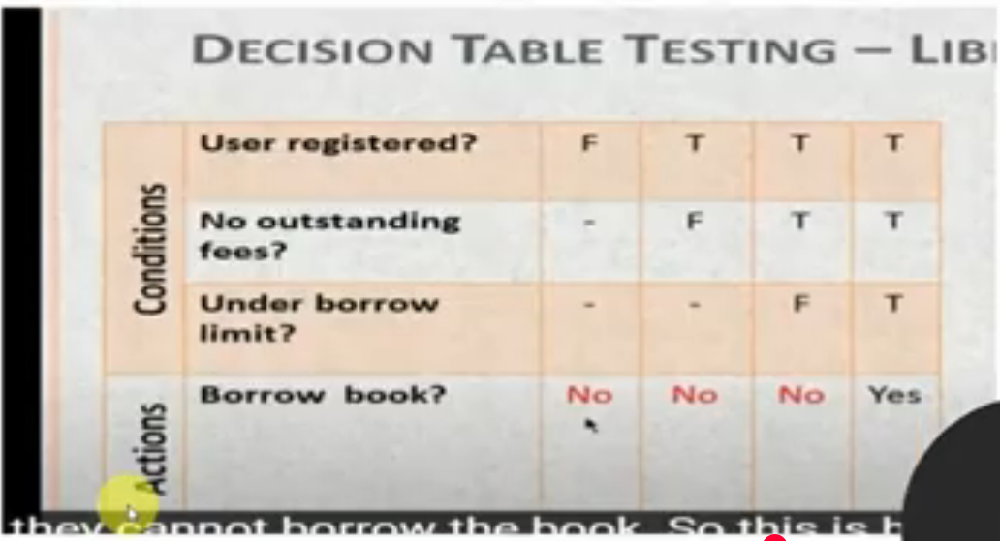 DECISION TABLE TESTING – LIB
Conditions
User registered? F T T T
No outstanding - F T T
fees?
Under borrow - - F T
limit?
Actions
Borrow book? No No No Yes
they cannot borrow the book. So this is